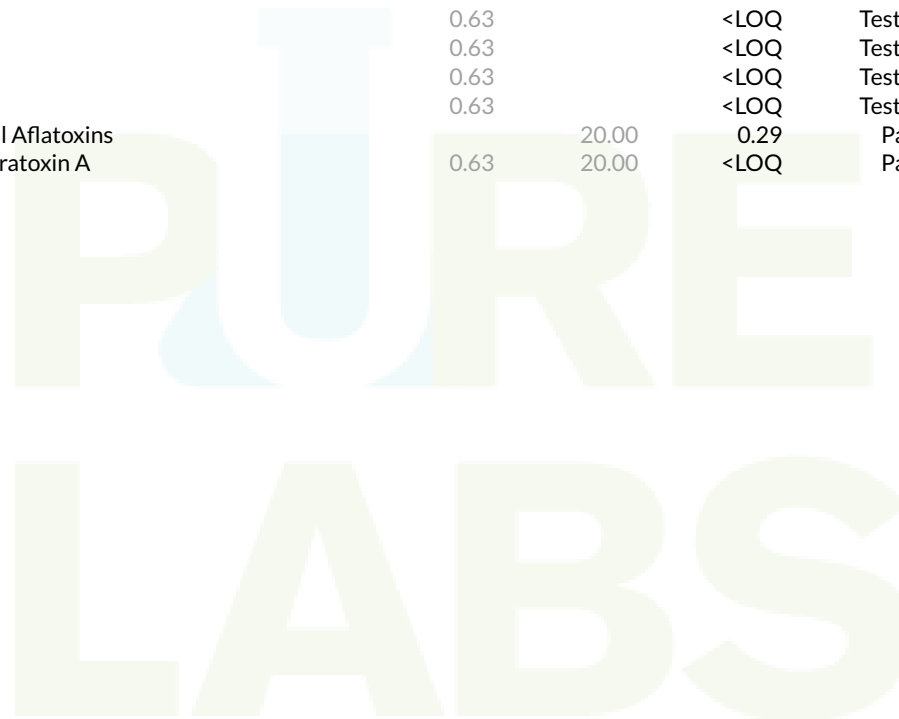 0.63 <LOQ Test
0.63 <LOQ Test
0.63 <LOQ Test
0.63 <LOQ Test
l Aflatoxins 20.00 0.29 Pa
ratoxin A 0.63 20.00 <LOQ Pa
PURE
LABS